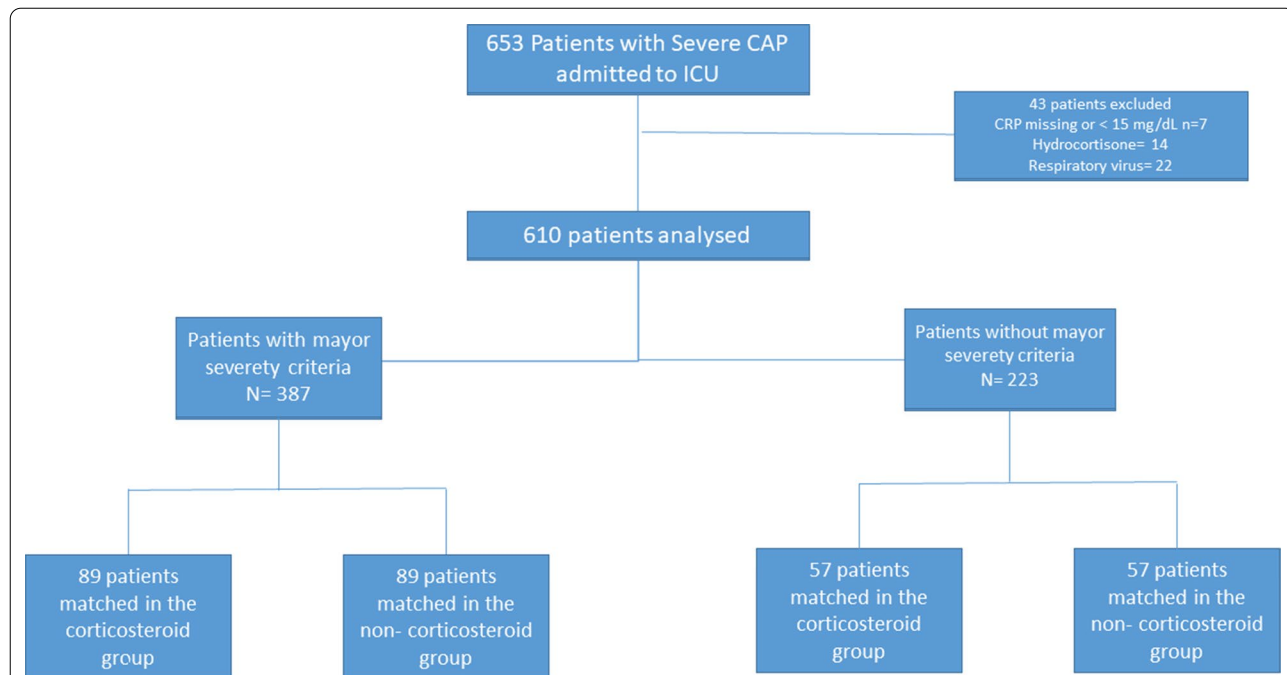 653 Patients with Severe CAP
admitted to ICU
43 patients excluded
CRP missing or < 15 mg/dL n=7
Hydrocortisone= 14
Respiratory virus= 22
610 patients analysed
Patients with mayor
severety criteria
N= 387
Patients without mayor
severety criteria
N= 223
89 patients
matched in the
corticosteroid
group
89 patients
matched in the
non- corticosteroid
group
57 patients
matched in the
corticosteroid
group
57 patients
matched in the
non- corticosteroid
group